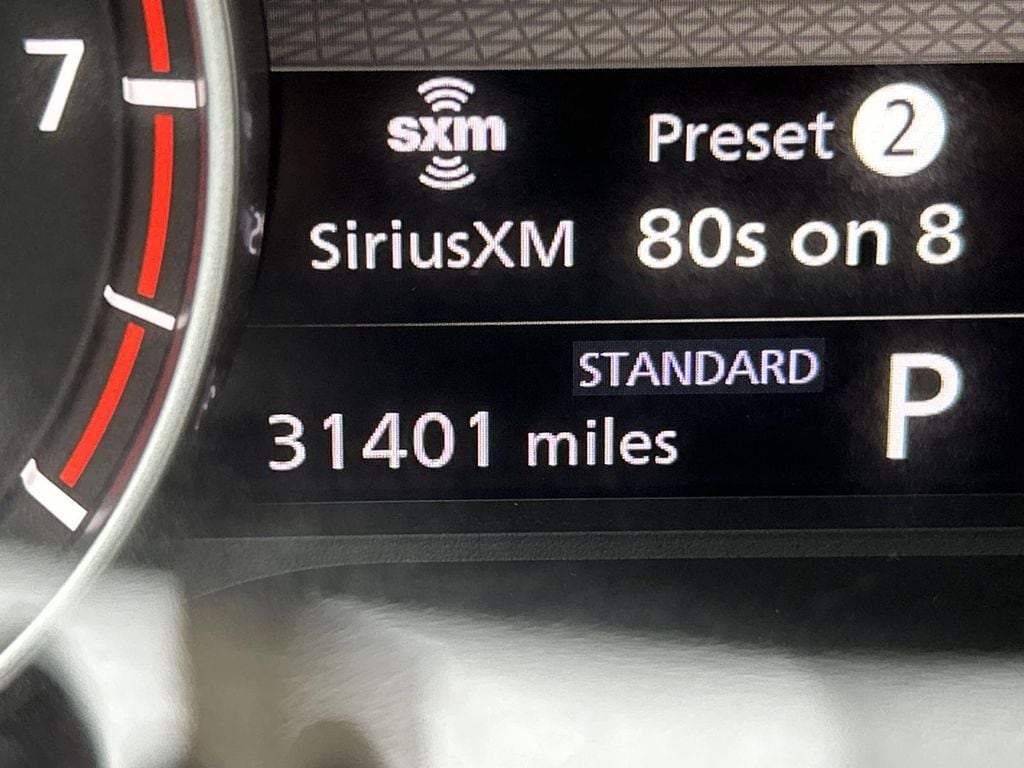 7
sxm
Preset 2
SiriusXM
80s on 8
STANDARD
P
31401 miles